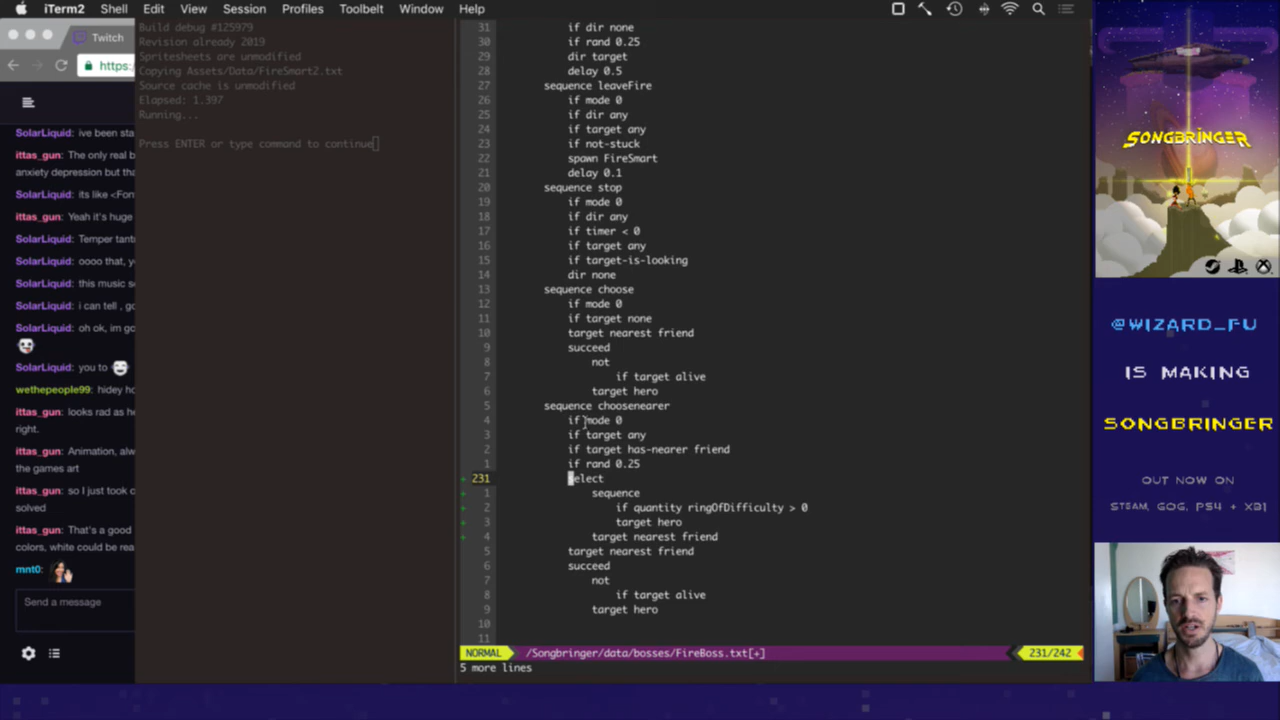 iTerm2 Shell Edit View Session Profiles Toolbelt Window Help
Twitch
https:
SolarLiquid: ive been sta
ittas_gun: The only real b
anxiety depression but tha
SolarLiquid: its like <Fon
ittas_gun: Yeah it's huge
SolarLiquid: Temper tant
SolarLiquid: oooo that, y
SolarLiquid: this music s
SolarLiquid: i can tell , go
SolarLiquid: oh ok, im go
SolarLiquid: you to
wethepeople99: hidey ho
ittas_gun: looks rad as he
right.
ittas_gun: Animation, alw
the games art
ittas_gun: so I just took c
solved
ittas_gun: That's a good
colors, white could be rea
mnt0:
Send a message
Build debug #125979
Revision already 2019
Spritesheets are unmodified
Copying Assets/Data/FireSmart2.txt
Source cache is unmodified
Elapsed: 1.397
Running...
Press ENTER or type command to continue
31 if dir none
30 if rand 0.25
29 dir target
28 delay 0.5
27 sequence leaveFire
26 if mode 0
25 if dir any
24 if target any
23 if not-stuck
22 spawn FireSmart
21 delay 0.1
20 sequence stop
19 if mode 0
18 if dir any
17 if timer < 0
16 if target any
15 if target-is-looking
14 dir none
13 sequence choose
12 if mode 0
11 if target none
10 target nearest friend
9 succeed
8 not
7 if target alive
6 target hero
5 sequence choosenearer
4 if mode 0
3 if target any
2 if target has-nearer friend
1 if rand 0.25
+ 231 select
+ 1 sequence
+ 2 if quantity ringOfDifficulty > 0
+ 3 target hero
+ 4 target nearest friend
5 target nearest friend
6 succeed
7 not
8 if target alive
9 target hero
10
11
NORMAL /Songbringer/data/bosses/FireBoss.txt[+] 231/242
5 more lines
SONGBRINGER
@WIZARD_FU
IS MAKING
SONGBRINGER
OUT NOW ON
STEAM, GOG, PS4 + XB1